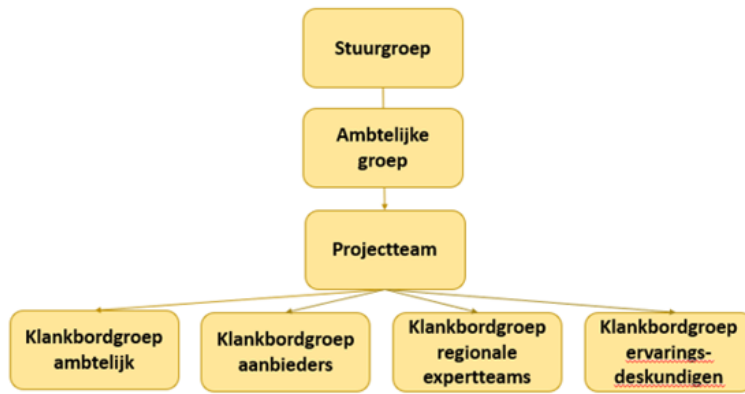 Stuurgroep
Ambtelijke
groep
Projectteam
Klankbordgroep
ambtelijk
Klankbordgroep
aanbieders
Klankbordgroep
regionale
expertteams
Klankbordgroep
ervarings-
deskundigen